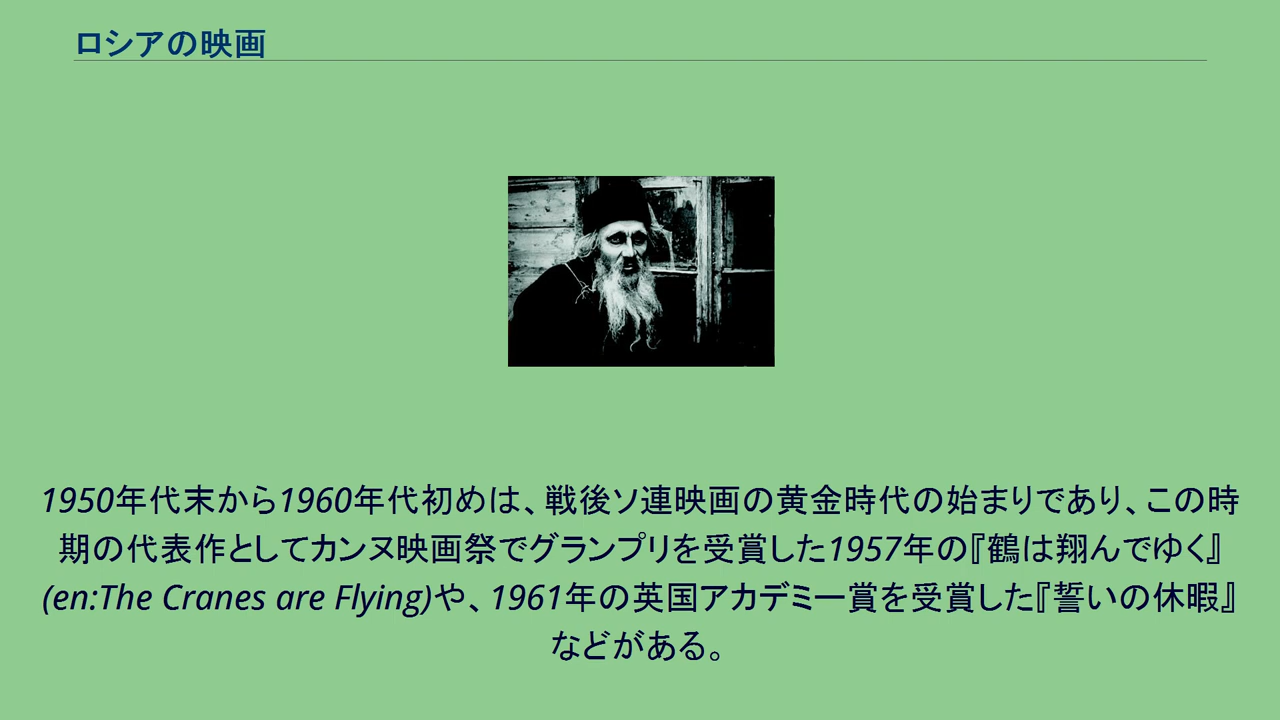 ロシアの映画
1950年代末から1960年代初めは、戦後ソ連映画の黄金時代の始まりであり、この時
期の代表作としてカンヌ映画祭でグランプリを受賞した1957年の『鶴は翔んでゆく』
(en:The Cranes are Flying)や、1961年の英国アカデミー賞を受賞した『誓いの休暇』
などがある。